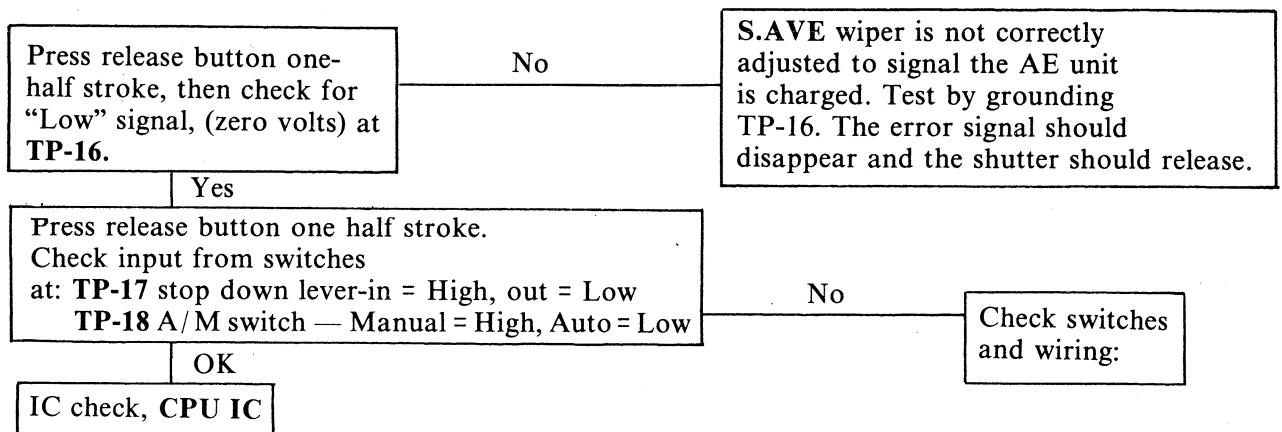 Press release button one-
half stroke, then check for
“Low” signal, (zero volts) at
TP-16.
No
S.AVE wiper is not correctly
adjusted to signal the AE unit
is charged. Test by grounding
TP-16. The error signal should
disappear and the shutter should release.
Yes
Press release button one half stroke.
Check input from switches
at: TP-17 stop down lever-in = High, out = Low
TP-18 A/M switch — Manual = High, Auto = Low
No
Check switches
and wiring:
OK
IC check, CPU IC